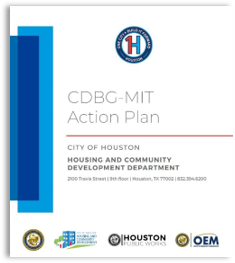 CDBG-MIT
Action Plan
CITY OF HOUSTON
HOUSING AND COMMUNITY
DEVELOPMENT DEPARTMENT
2100 Travis Street | 9th floor | Houston, TX 77002 | 832.394.6200
HOUSTON
PUBLIC WORKS
OEM